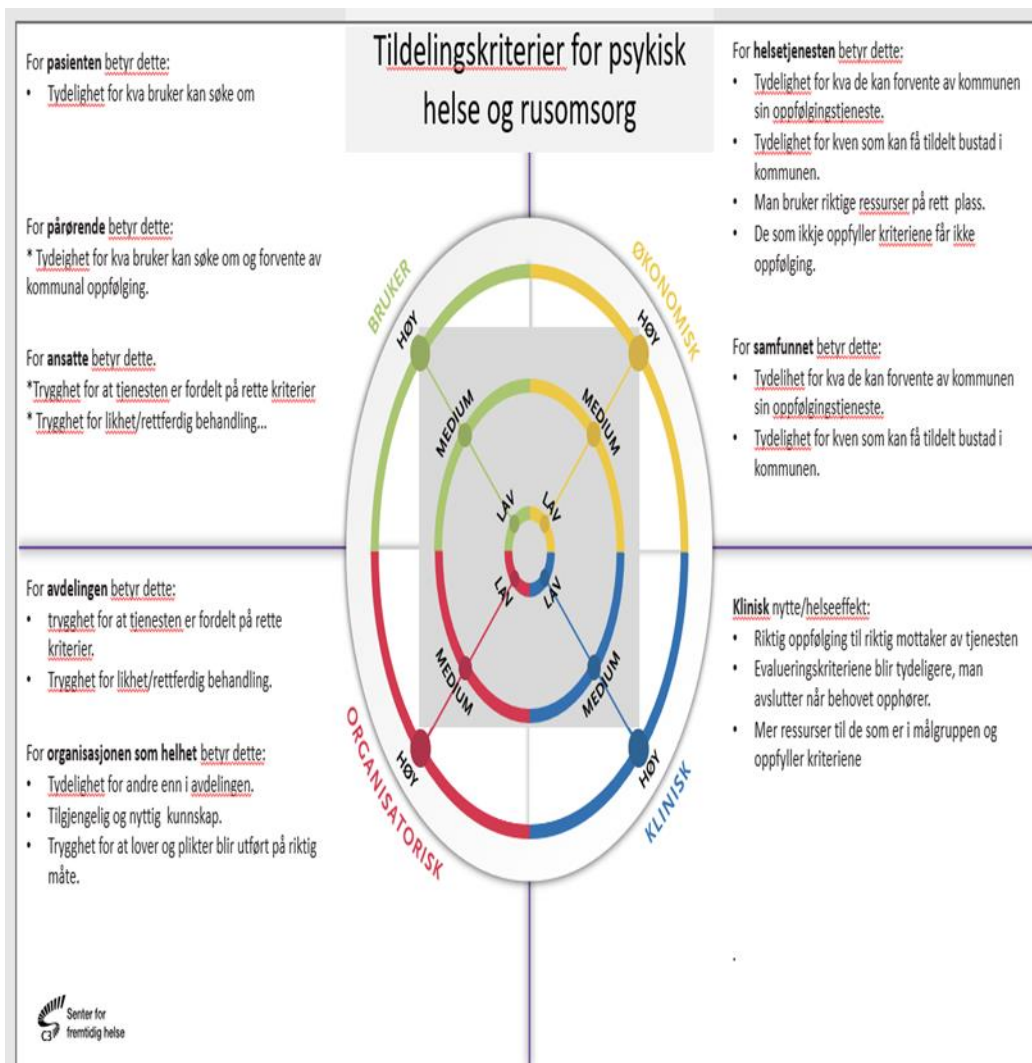 Tildelingskriterier for psykisk
helse og rusomsorg
For pasienten betyr dette:
• Tydelighet for kva bruker kan søke om
For pårørende betyr dette:
* Tydeighet for kva bruker kan søke om og forvente av
kommunal oppfølging.
For ansatte betyr dette.
*Trygghet for at tjenesten er fordelt på rette kriterier
* Trygghet for likhet/rettferdig behandling...
For helsetjenesten betyr dette:
• Tydelighet for kva de kan forvente av kommunen
sin oppfølgingstjeneste.
• Tydelighet for kven som kan få tildelt bustad i
kommunen.
• Man bruker riktige ressurser på rett plass.
• De som ikkje oppfyller kriteriene får ikke
oppfølging.
For samfunnet betyr dette:
• Tydelihet for kva de kan forvente av kommunen
sin oppfølgingstjeneste.
• Tydelighet for kven som kan få tildelt bustad i
kommunen.
BRUKER
ØKONOMISK
HØY
HØY
MEDIUM
MEDIUM
LAV
LAV
LAV
LAV
MEDIUM
MEDIUM
HØY
HØY
ORGANISATORISK
KLINISK
For avdelingen betyr dette:
• trygghet for at tjenesten er fordelt på rette
kriterier.
• Trygghet for likhet/rettferdig behandling.
For organisasjonen som helhet betyr dette:
• Tydelighet for andre enn i avdelingen.
• Tilgjengelig og nyttig kunnskap.
• Trygghet for at lover og plikter blir utført på riktig
måte.
Klinisk nytte/helseeffekt:
• Riktig oppfølging til riktig mottaker av tjenesten
• Evalueringskriteriene blir tydeligere, man
avslutter når behovet opphører.
• Mer ressurser til de som er i målgruppen og
oppfyller kriteriene
.
C3
Senter for
fremtidig helse